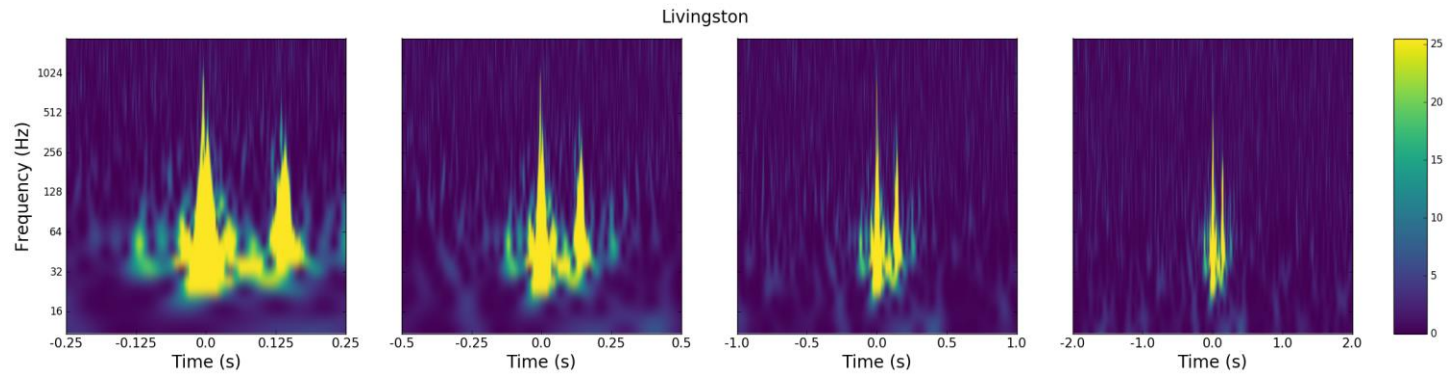 Livingston
Frequency (Hz)
1024
512
256
128
64
32
16
-0.25 -0.125 0.0 0.125 0.25
Time (s)
-0.5 -0.25 0.0 0.25 0.5
Time (s)
-1.0 -0.5 0.0 0.5 1.0
Time (s)
-2.0 -1.0 0.0 1.0 2.0
Time (s)
25
20
15
10
5
0